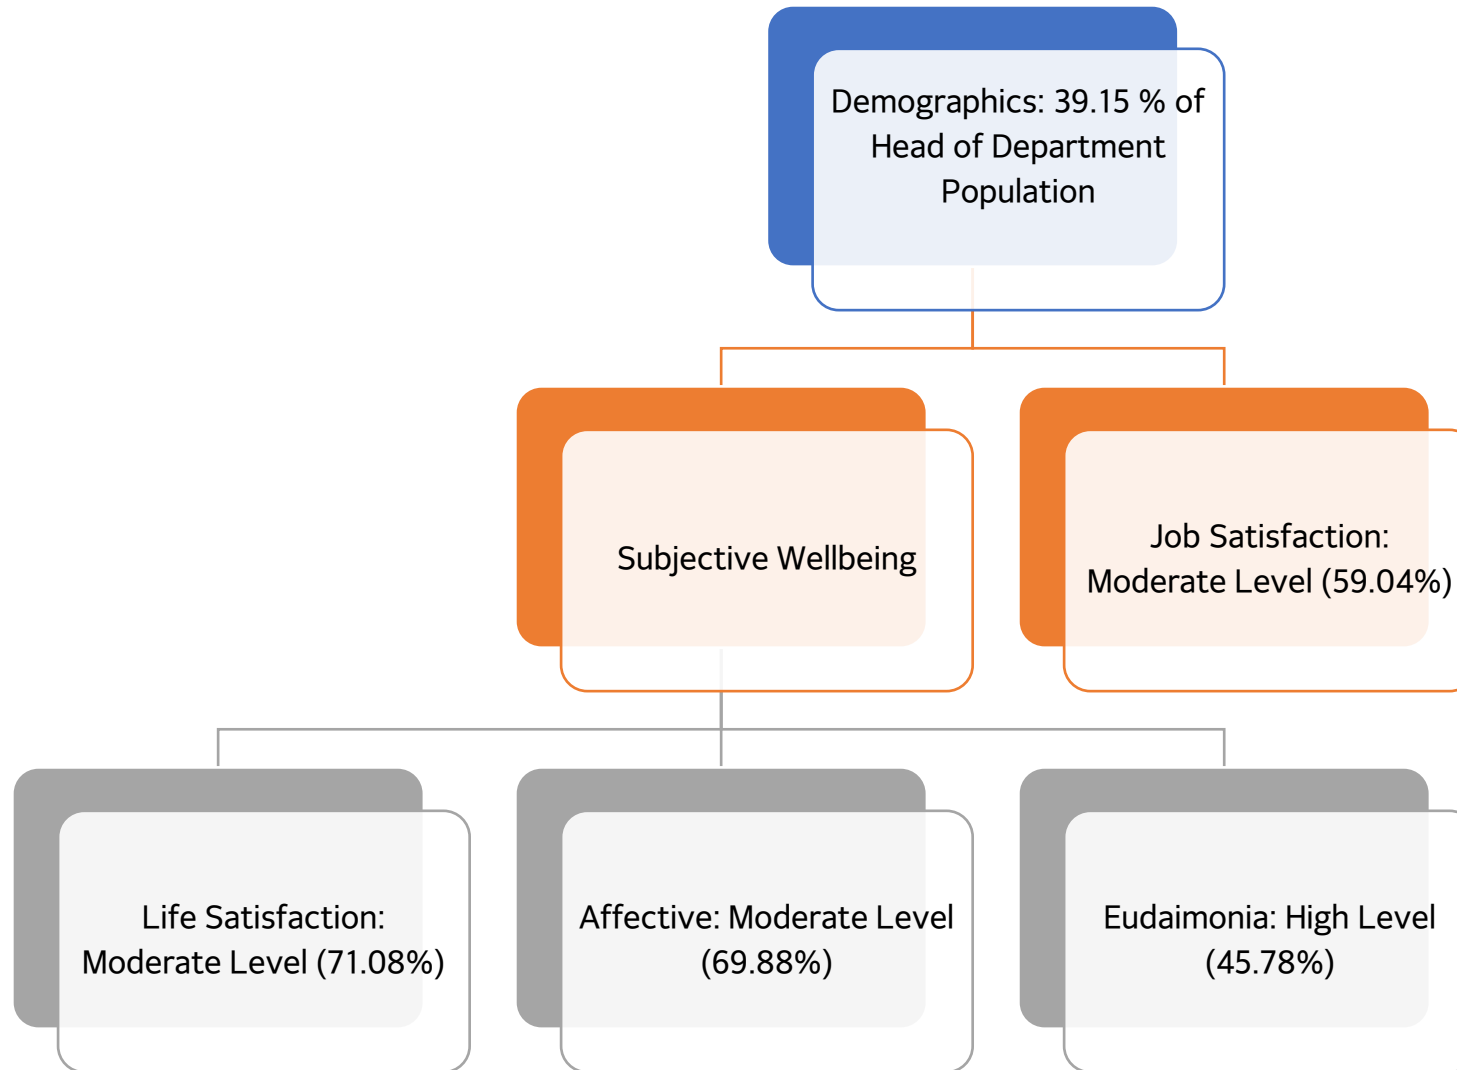 Demographics: 39.15 % of
Head of Department
Population
Subjective Wellbeing
Job Satisfaction:
Moderate Level (59.04%)
Life Satisfaction:
Moderate Level (71.08%)
Affective: Moderate Level
(69.88%)
Eudaimonia: High Level
(45.78%)